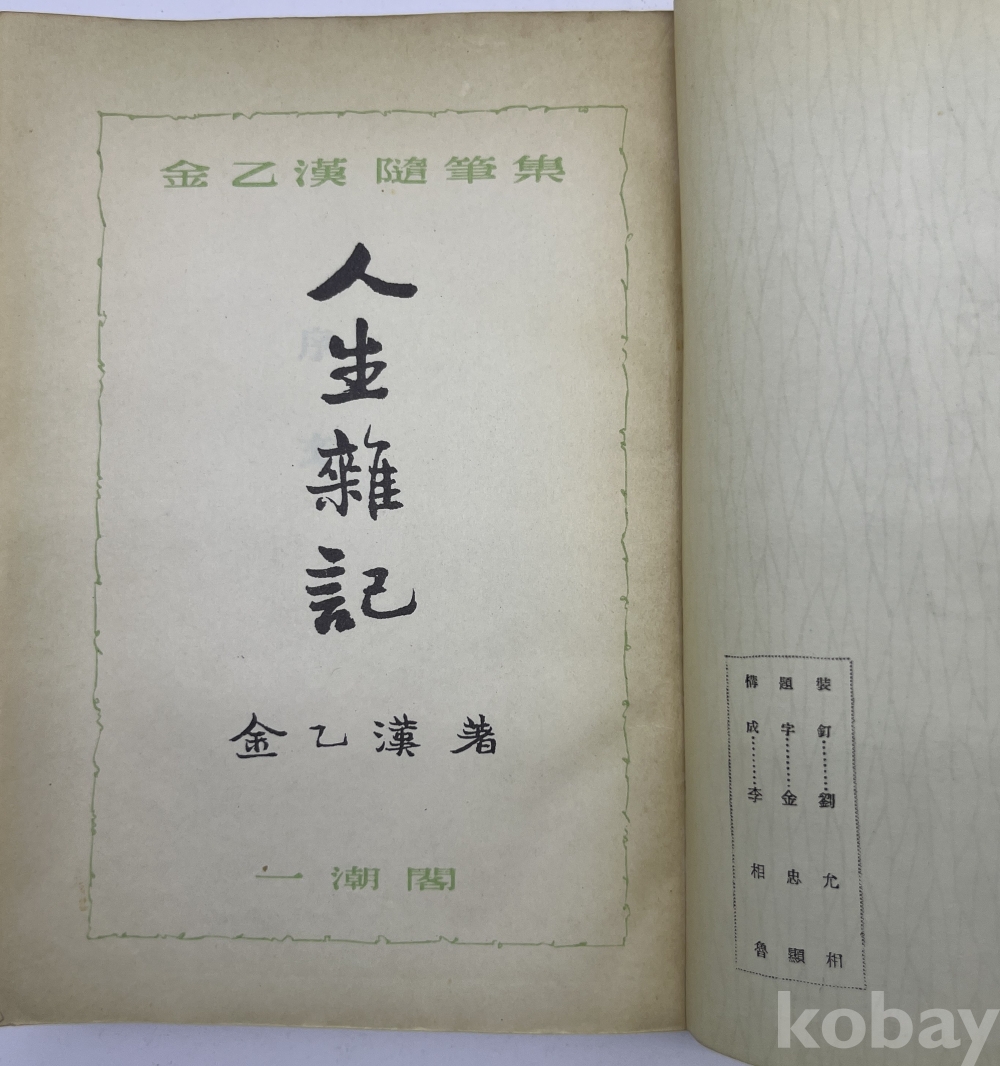 金乙漢 隨筆集
人生雜記
金乙漢 著
一潮閣
裝釘………劉允相
題字………金忠顯
構成………李相魯
kobay